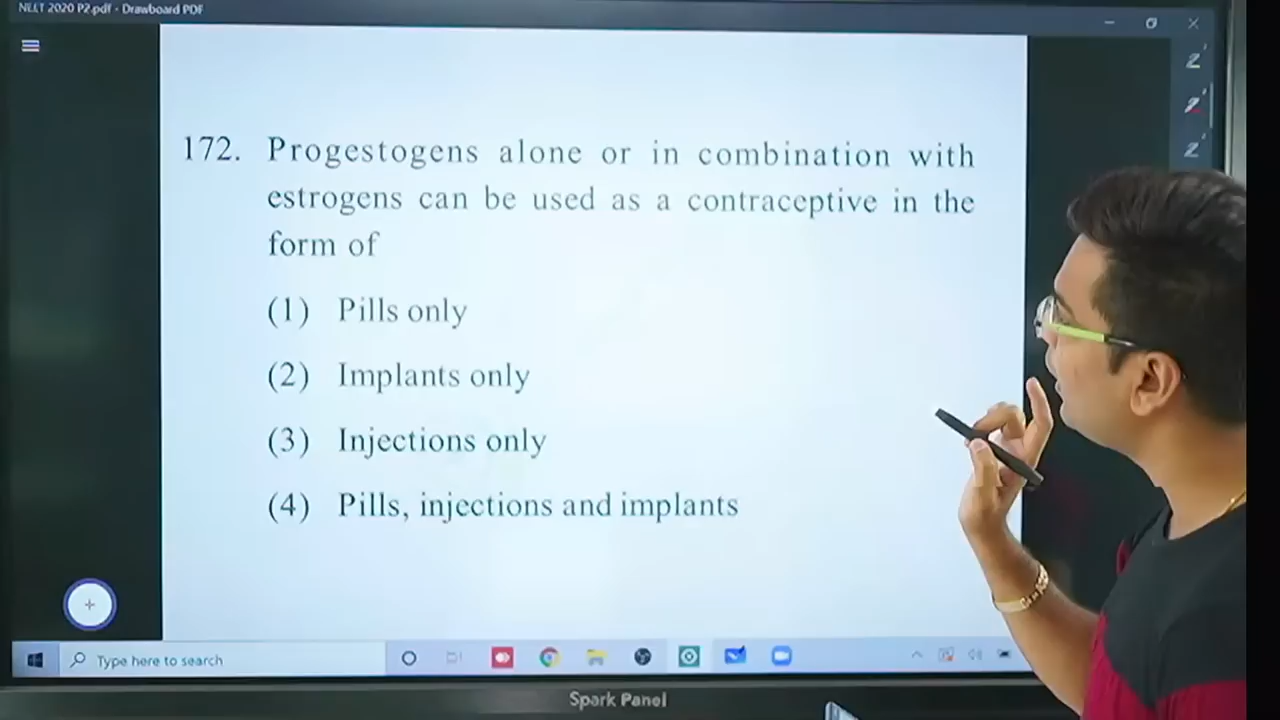 NEET 2020 P2.pdf - Drawboard PDF
172. Progestogens alone or in combination with
estrogens can be used as a contraceptive in the
form of
(1) Pills only
(2) Implants only
(3) Injections only
(4) Pills, injections and implants
Type here to search
Spark Panel